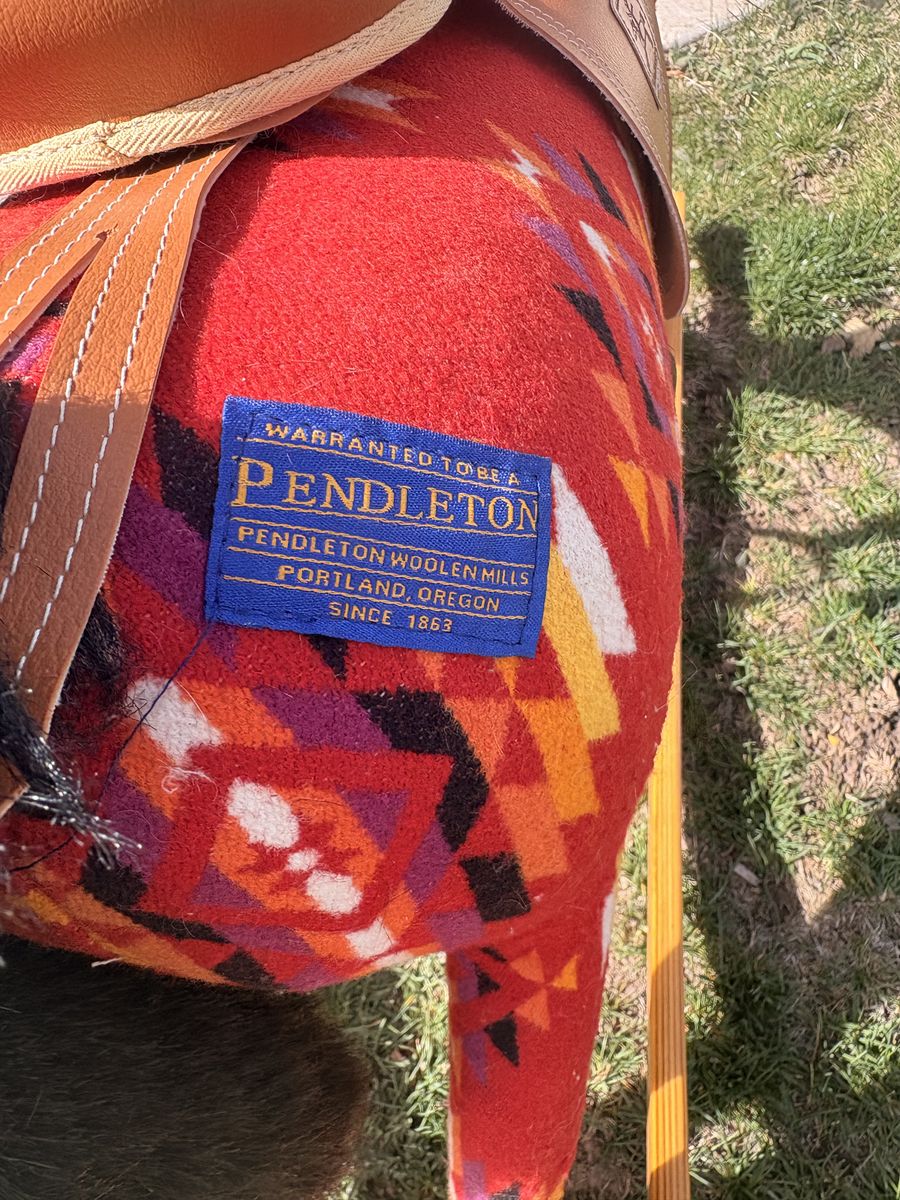 WARRANTED TO BE A
PENDLETON
PENDLETON WOOLEN MILLS
PORTLAND, OREGON
SINCE 1863